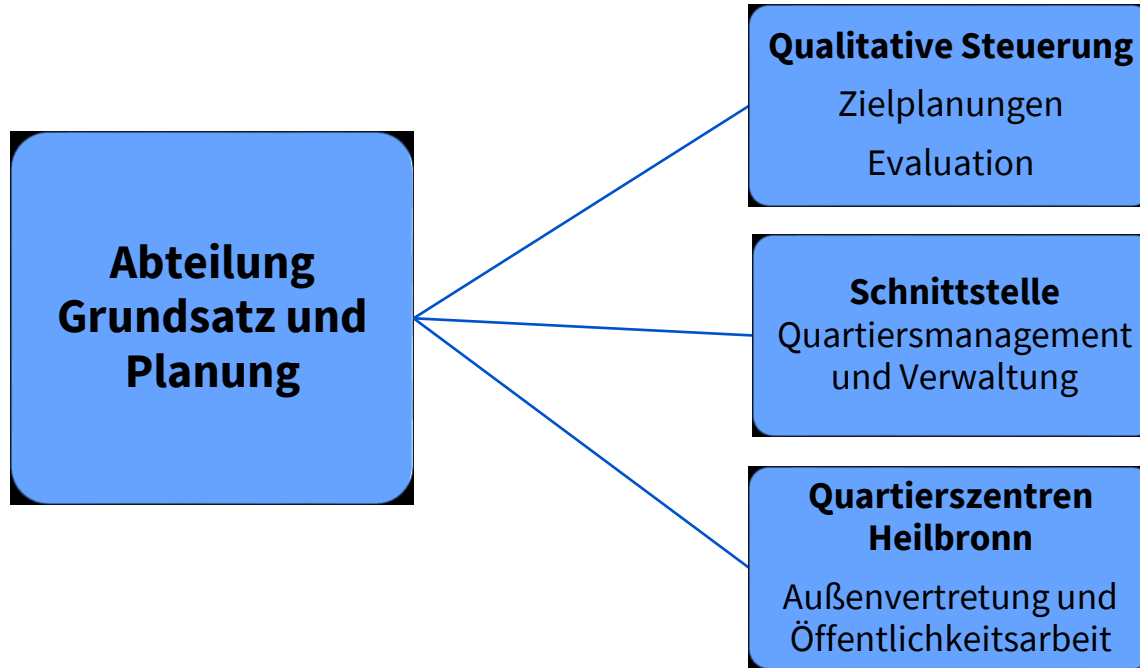 Abteilung
Grundsatz und
Planung
Qualitative Steuerung
Zielplanungen
Evaluation
Schnittstelle
Quartiersmanagement
und Verwaltung
Quartierszentren
Heilbronn
Außenvertretung und
Öffentlichkeitsarbeit